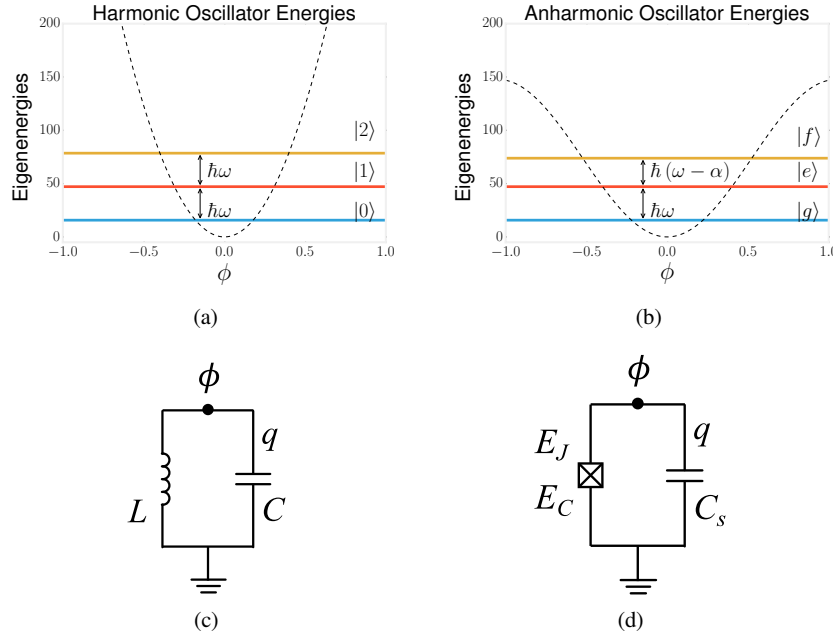 Harmonic Oscillator Energies
Eigenenergies
200
150
100
50
0
|2⟩
|1⟩
|0⟩
ħω
ħω
−1.0 −0.5 0.0 0.5 1.0
ϕ
(a)
Anharmonic Oscillator Energies
Eigenenergies
200
150
100
50
0
|f⟩
|e⟩
|g⟩
ħ (ω − α)
ħω
−1.0 −0.5 0.0 0.5 1.0
ϕ
(b)
ϕ
q
L
C
(c)
ϕ
E_J
q
E_C
C_s
(d)